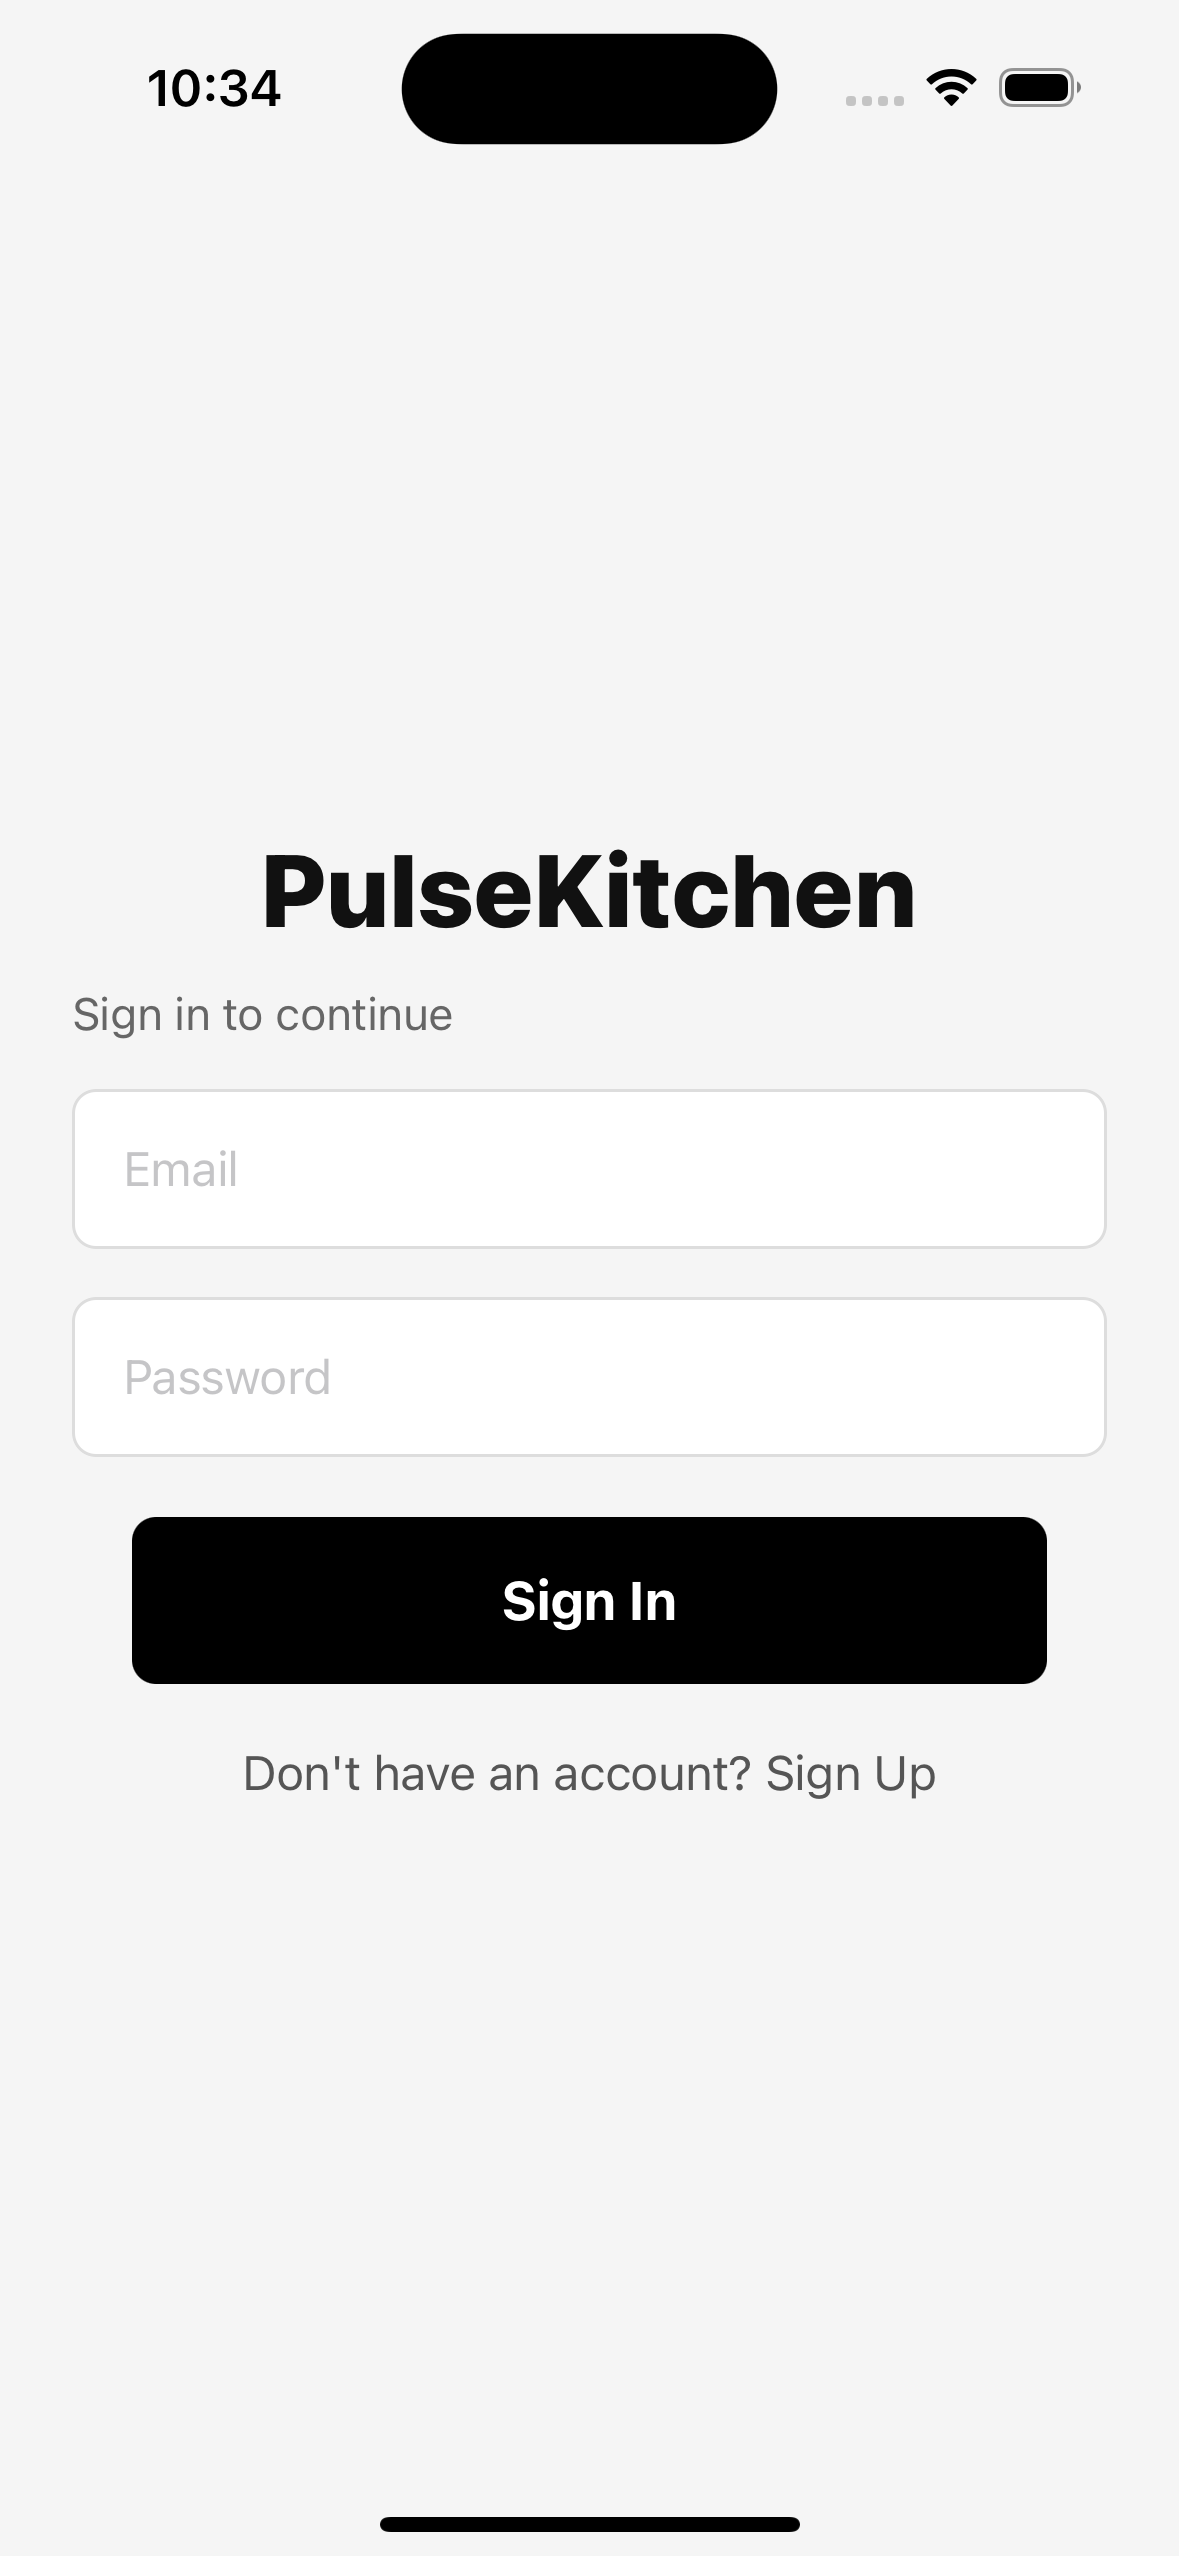 10:34
PulseKitchen
Sign in to continue
Email
Password
Sign In
Don't have an account? Sign Up